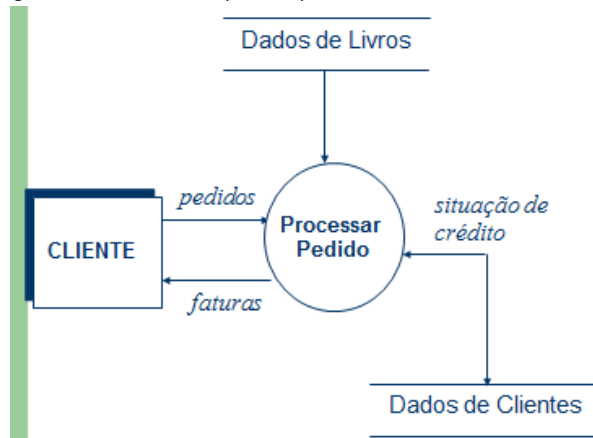 Dados de Livros
pedidos
situação de
crédito
Processar
Pedido
CLIENTE
faturas
Dados de Clientes